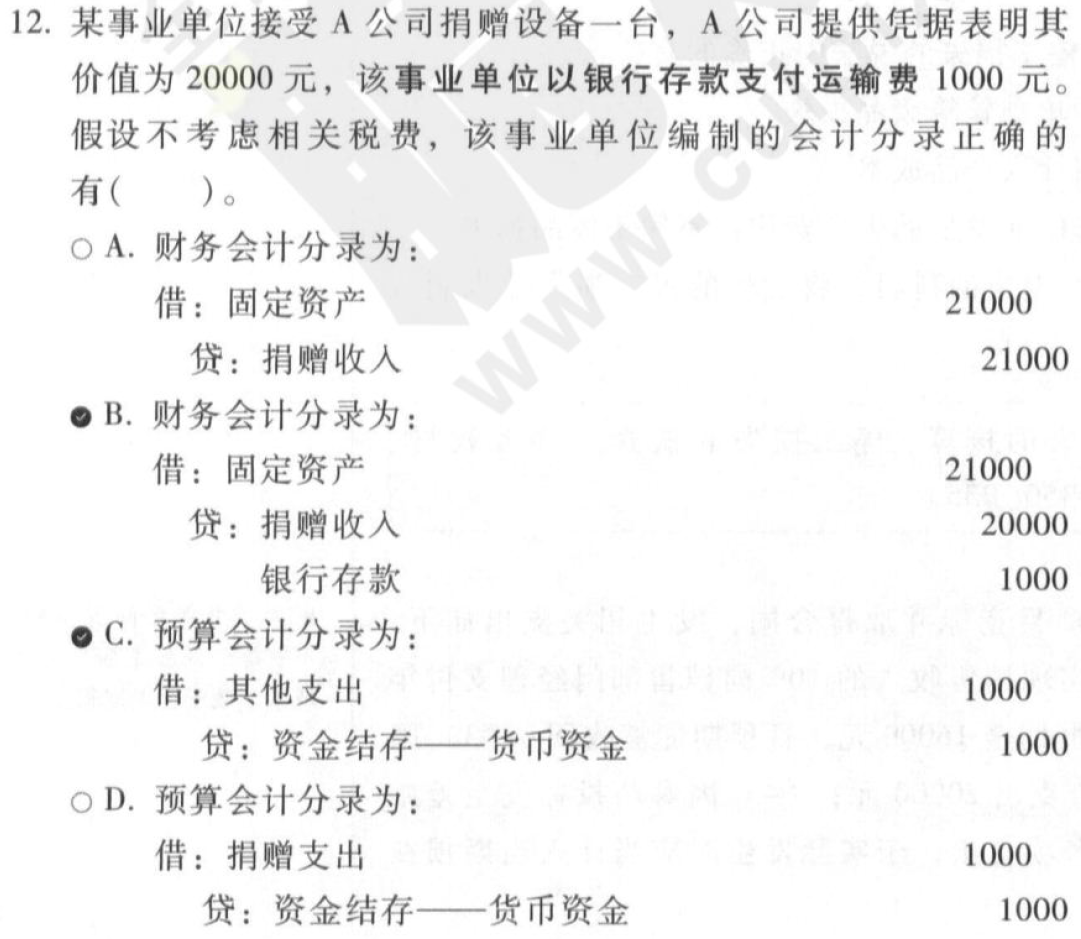 12. 某事业单位接受 A 公司捐赠设备一台，A 公司提供凭据表明其
价值为 20000 元，该事业单位以银行存款支付运输费 1000 元。
假设不考虑相关税费，该事业单位编制的会计分录正确的
有(　　)。
○ A. 财务会计分录为：
借：固定资产 21000
贷：捐赠收入 21000
B. 财务会计分录为：
借：固定资产 21000
贷：捐赠收入 20000
银行存款 1000
C. 预算会计分录为：
借：其他支出 1000
贷：资金结存——货币资金 1000
○ D. 预算会计分录为：
借：捐赠支出 1000
贷：资金结存——货币资金 1000